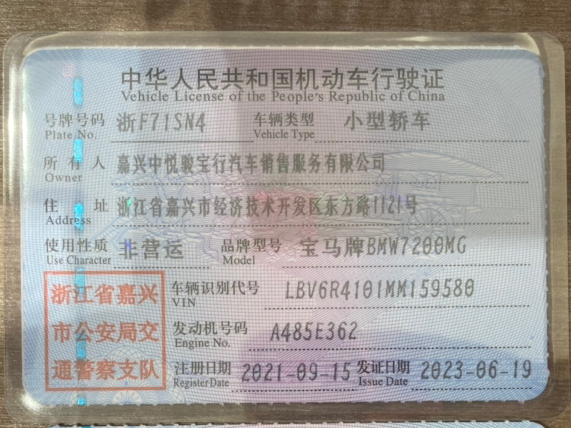 中华人民共和国机动车行驶证
Vehicle License of the People's Republic of China
号牌号码 浙F71SN4 车辆类型 小型轿车
Plate No. Vehicle Type
所有人 嘉兴中悦骏宝行汽车销售服务有限公司
Owner
住址 浙江省嘉兴市经济技术开发区东方路1121号
Address
使用性质 非营运 品牌型号 宝马牌BMW7200MG
Use Character Model
浙江省嘉兴
市公安局交
通警察支队
车辆识别代号 LBV6R4101MM159580
VIN
发动机号码 A485E362
Engine No.
注册日期 2021-09-15 发证日期 2023-06-19
Register Date Issue Date